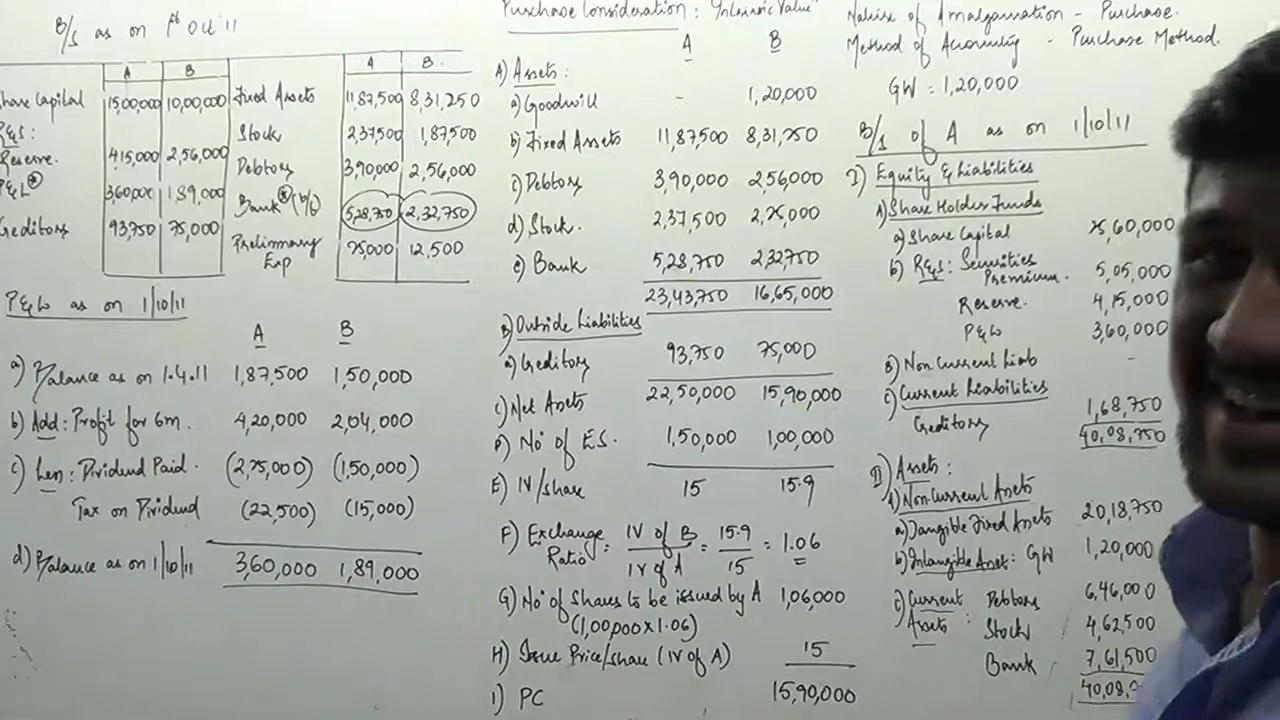 B/S as on 1st Oct 11
A B A B
Share Capital 15,00,000 10,00,000 Fixed Assets 11,87,500 8,31,250
R&S: Stock 2,37,500 1,87,500
Reserve. 4,15,000 2,56,000 Debtors 3,90,000 2,56,000
P&L* 3,60,000 1,89,000 Bank* (b/f) 5,28,750 2,32,750
Creditors 93,750 75,000 Preliminary Exp 25,000 12,500
P&L as on 1/10/11
A B
a) Balance as on 1.4.11 1,87,500 1,50,000
b) Add: Profit for 6m. 4,20,000 2,04,000
c) Less: Dividend Paid. (2,25,000) (1,50,000)
Tax on Dividend (22,500) (15,000)
d) Balance as on 1/10/11 3,60,000 1,89,000
Purchase Consideration: "Intrinsic Value"
A B
A) Assets:
a) Goodwill - 1,20,000
b) Fixed Assets 11,87,500 8,31,250
c) Debtors 3,90,000 2,56,000
d) Stock. 2,37,500 2,25,000
e) Bank 5,28,750 2,32,750
23,43,750 16,65,000
B) Outside Liabilities
a) Creditors 93,750 75,000
C) Net Assets 22,50,000 15,90,000
D) No of ES. 1,50,000 1,00,000
E) IV/share 15 15.9
F) Exchange Ratio: IV of B / IV of A = 15.9 / 15 = 1.06
G) No of shares to be issued by A 1,06,000
(1,00,000 x 1.06)
H) Issue Price/share (IV of A) 15
I) PC 15,90,000
Nature of Amalgamation - Purchase.
Method of Accounting - Purchase Method.
GW : 1,20,000
B/S of A as on 1/10/11
I) Equity & Liabilities
A) Share Holder Funds
a) Share Capital 25,60,000
b) R&S: Securities Premium. 5,05,000
Reserve. 4,15,000
P&L 3,60,000
B) Non Current Liab -
C) Current Liabilities
Creditors 1,68,750
40,08,750
II) Assets:
A) Non Current Assets
a) Tangible Fixed Assets 20,18,750
b) Intangible Asset: GW 1,20,000
c) Current Assets: Debtors 6,46,000
Stock 4,62,500
Bank 7,61,500